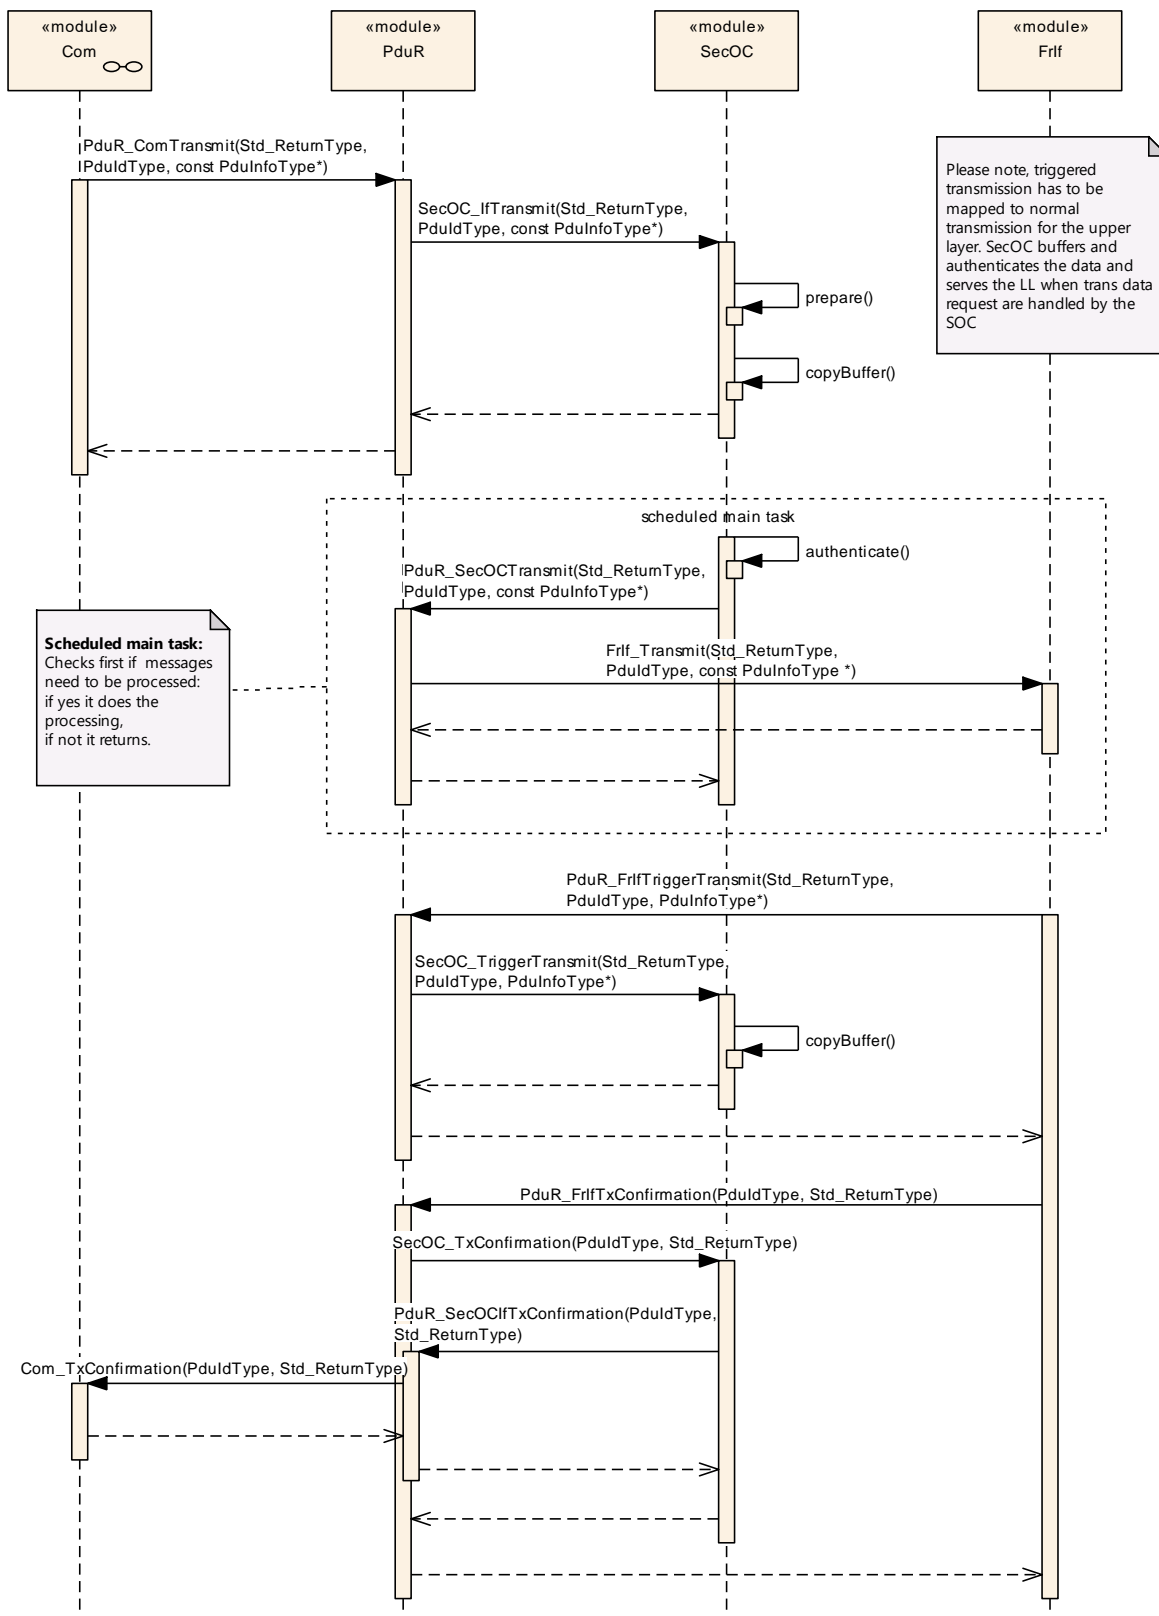 «module»
Com
«module»
PduR
«module»
SecOC
«module»
FrIf
PduR_ComTransmit(Std_ReturnType,
PduIdType, const PduInfoType*)
Please note, triggered
transmission has to be
mapped to normal
transmission for the upper
layer. SecOC buffers and
authenticates the data and
serves the LL when trans data
request are handled by the
SOC
SecOC_IfTransmit(Std_ReturnType,
PduIdType, const PduInfoType*)
prepare()
copyBuffer()
scheduled main task
authenticate()
PduR_SecOCTransmit(Std_ReturnType,
PduIdType, const PduInfoType*)
Scheduled main task:
Checks first if messages
need to be processed:
if yes it does the
processing,
if not it returns.
FrIf_Transmit(Std_ReturnType,
PduIdType, const PduInfoType *)
PduR_FrIfTriggerTransmit(Std_ReturnType,
PduIdType, PduInfoType*)
SecOC_TriggerTransmit(Std_ReturnType,
PduIdType, PduInfoType*)
copyBuffer()
PduR_FrIfTxConfirmation(PduIdType, Std_ReturnType)
SecOC_TxConfirmation(PduIdType, Std_ReturnType)
PduR_SecOCIfTxConfirmation(PduIdType,
Std_ReturnType)
Com_TxConfirmation(PduIdType, Std_ReturnType)